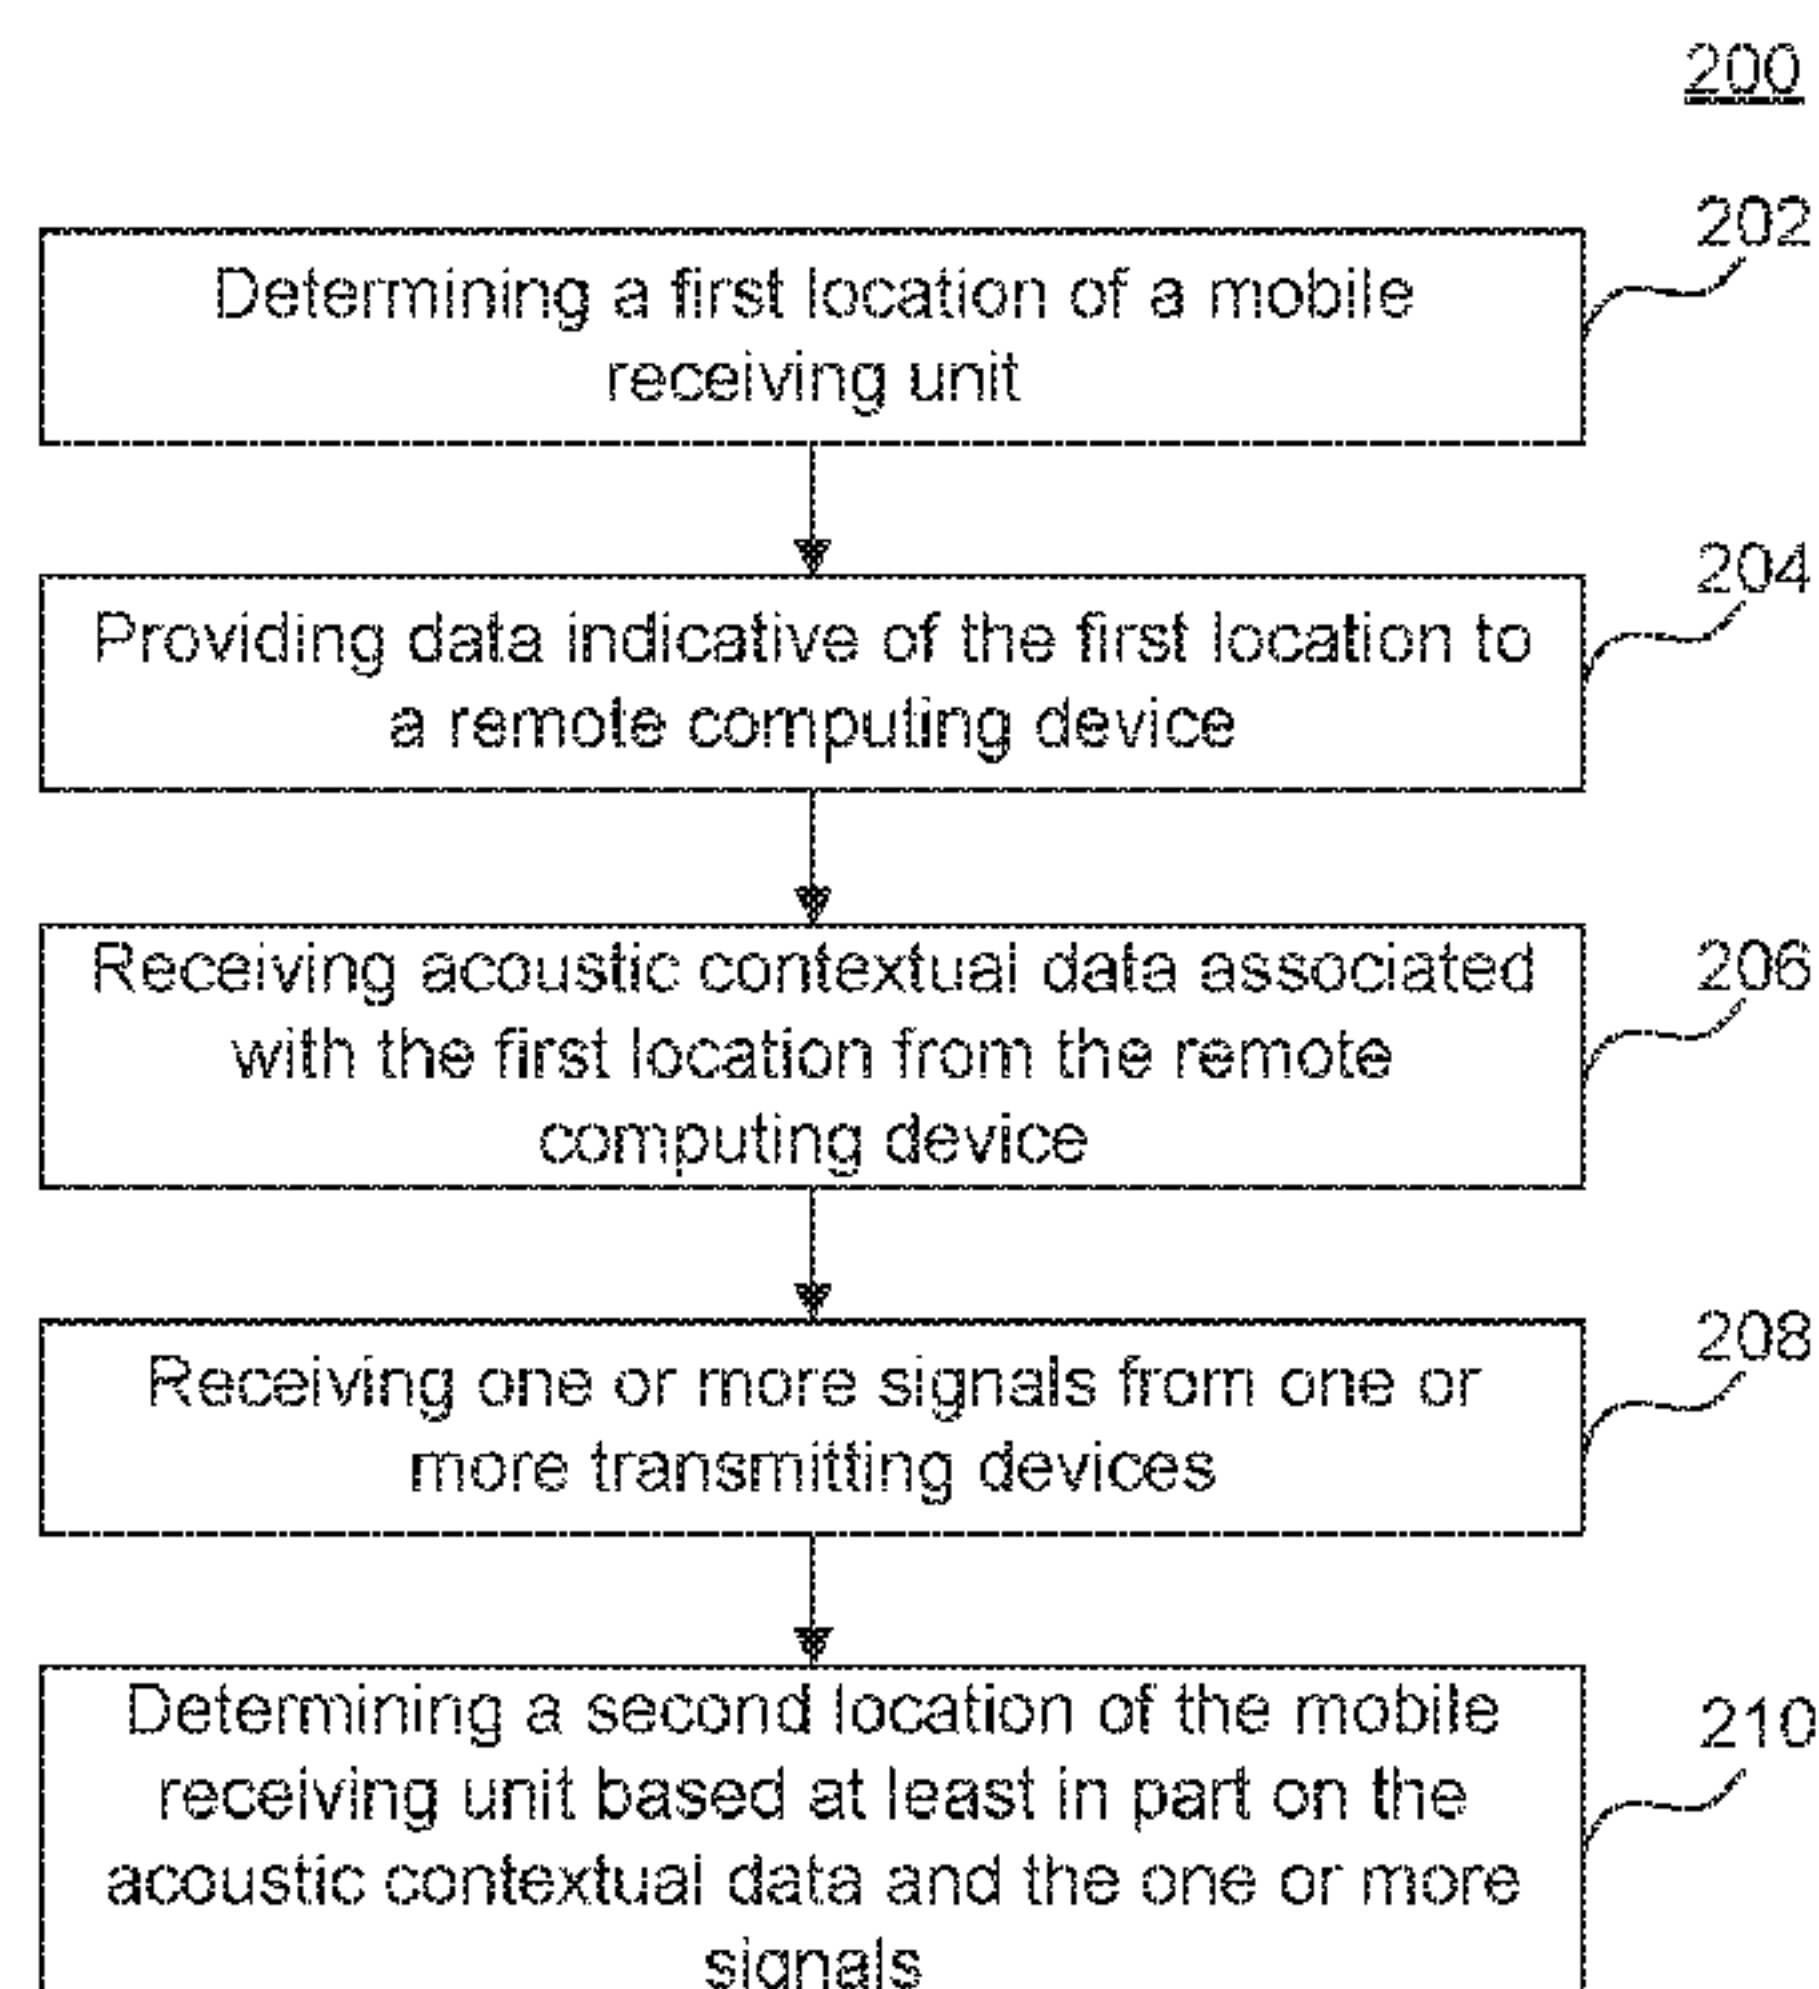 200
202
Determining a first location of a mobile
receiving unit
204
Providing data indicative of the first location to
a remote computing device
206
Receiving acoustic contextual data associated
with the first location from the remote
computing device
208
Receiving one or more signals from one or
more transmitting devices
210
Determining a second location of the mobile
receiving unit based at least in part on the
acoustic contextual data and the one or more
signals